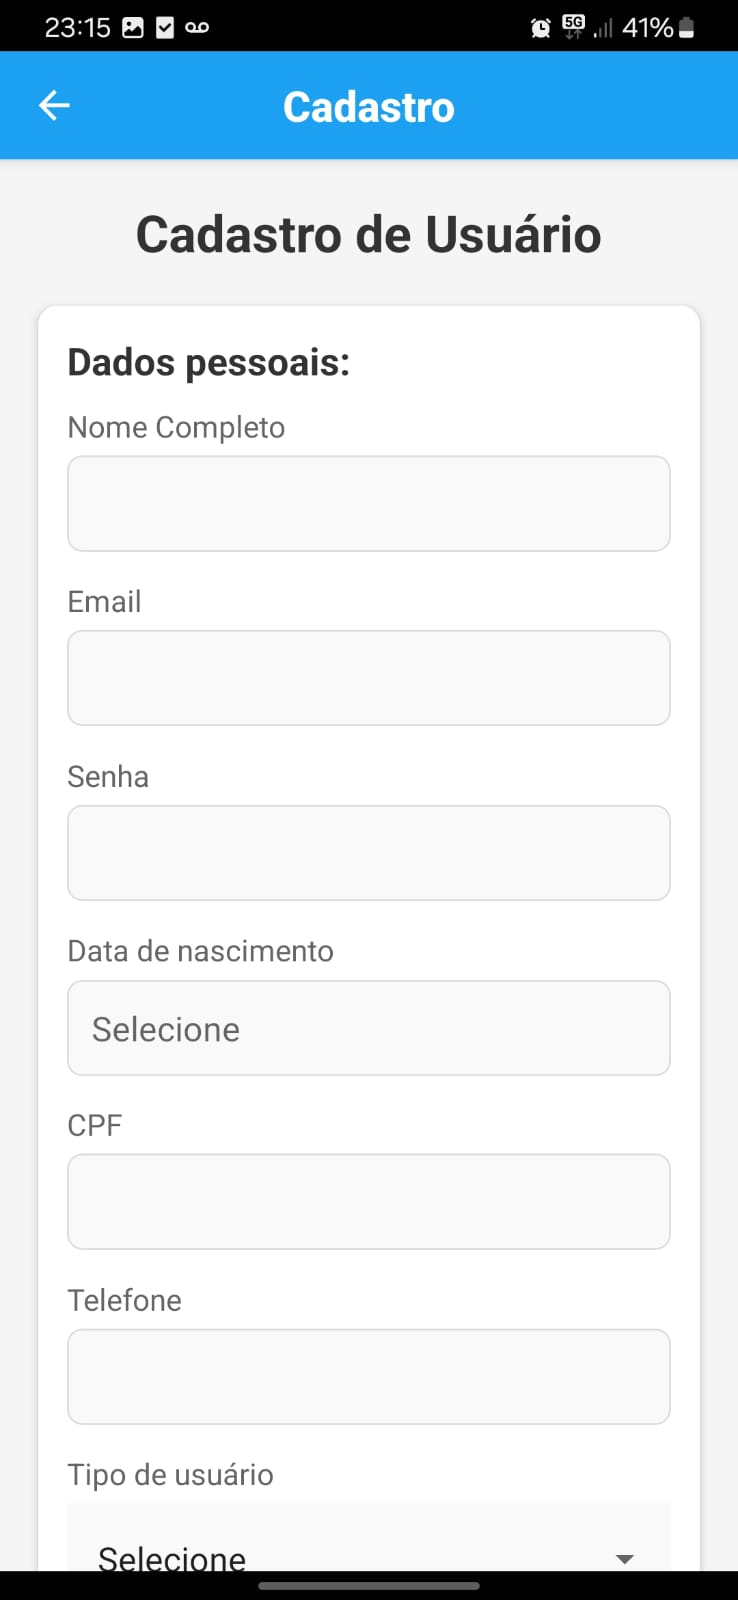 23:15 5G 41%
Cadastro
Cadastro de Usuário
Dados pessoais:
Nome Completo
Email
Senha
Data de nascimento
Selecione
CPF
Telefone
Tipo de usuário
Selecione